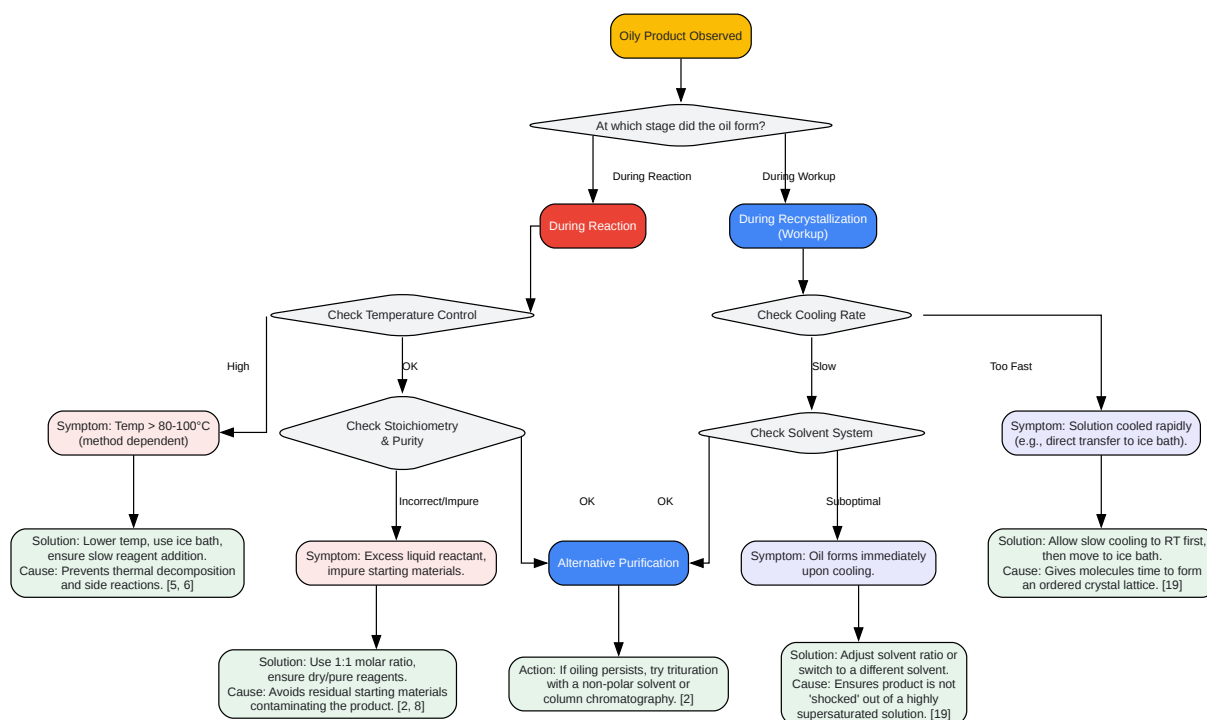 Oily Product Observed
At which stage did the oil form?
During Reaction
During Workup
During Reaction
During Recrystallization
(Workup)
Check Temperature Control
Check Cooling Rate
High
OK
Slow
Too Fast
Symptom: Temp > 80-100°C
(method dependent)
Check Stoichiometry
& Purity
Check Solvent System
Symptom: Solution cooled rapidly
(e.g., direct transfer to ice bath).
Incorrect/Impure
OK
OK
Suboptimal
Solution: Lower temp, use ice bath,
ensure slow reagent addition.
Cause: Prevents thermal decomposition
and side reactions. [5, 6]
Symptom: Excess liquid reactant,
impure starting materials.
Alternative Purification
Symptom: Oil forms immediately
upon cooling.
Solution: Allow slow cooling to RT first,
then move to ice bath.
Cause: Gives molecules time to form
an ordered crystal lattice. [19]
Solution: Use 1:1 molar ratio,
ensure dry/pure reagents.
Cause: Avoids residual starting materials
contaminating the product. [2, 8]
Action: If oiling persists, try trituration
with a non-polar solvent or
column chromatography. [2]
Solution: Adjust solvent ratio or
switch to a different solvent.
Cause: Ensures product is not
'shocked' out of a highly
supersaturated solution. [19]